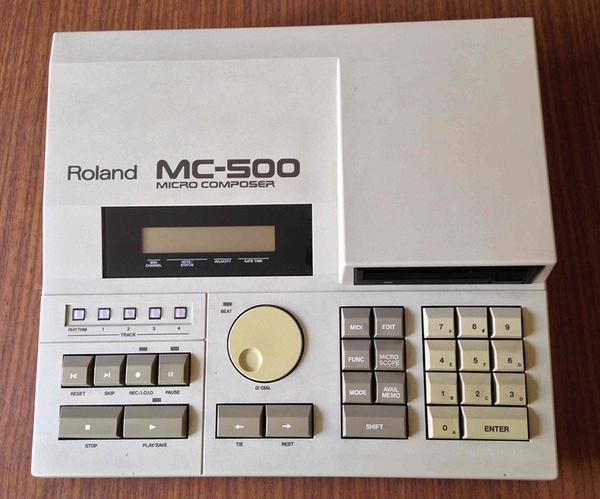 Roland MC-500
MICRO COMPOSER
MIDI CHANNEL NOTE/STATUS VELOCITY GATE TIME
RHYTHM 1 2 3 4
TRACK
BEAT
α-DIAL
RESET SKIP REC/LOAD PAUSE
STOP PLAY/SAVE
TIE REST
MIDI EDIT
FUNC MICRO SCOPE
MODE AVAIL MEMO
SHIFT
7 8 9
4 E 5 F 6 G
1 B 2 C 3 D
0 A ENTER